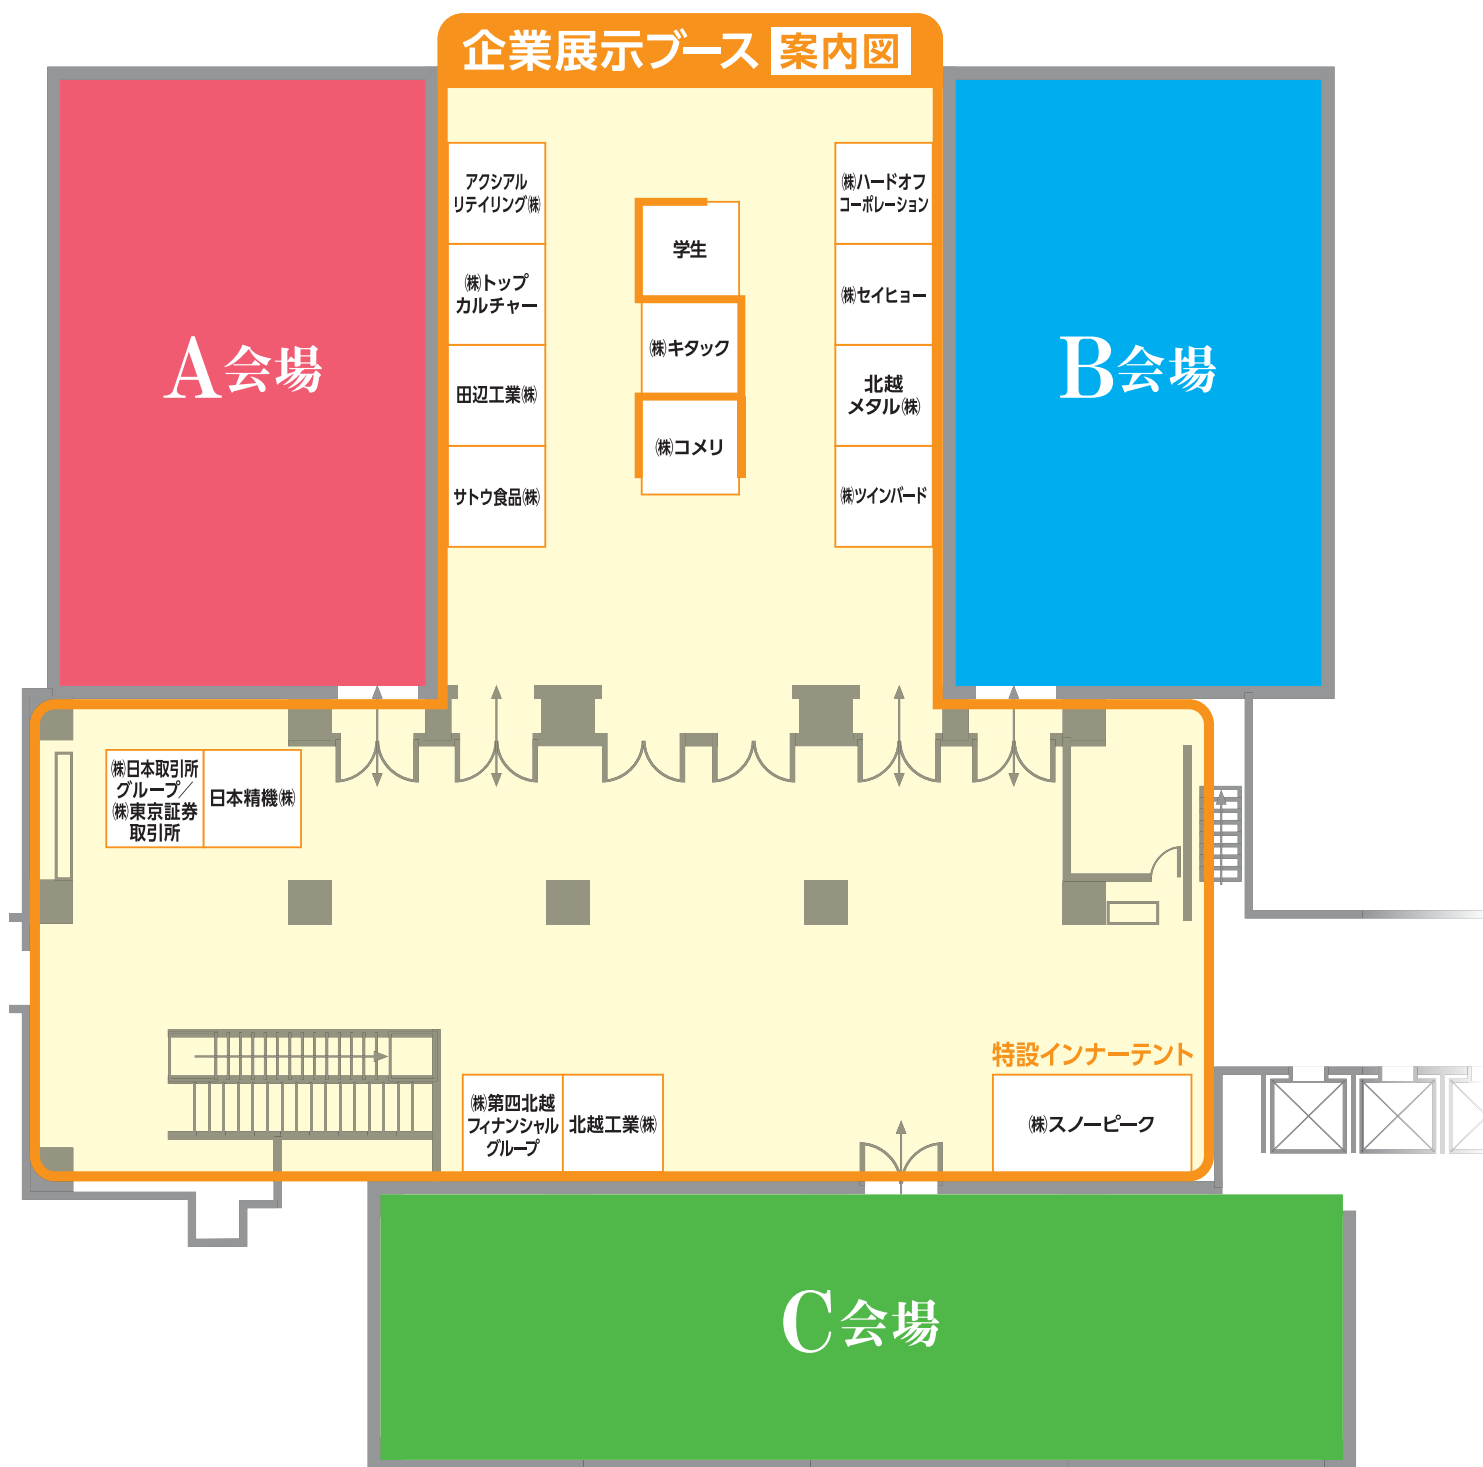 企業展示ブース 案内図
アクシアル
リテイリング㈱
㈱トップ
カルチャー
田辺工業㈱
サトウ食品㈱
学生
㈱キタック
㈱コメリ
㈱ハードオフ
コーポレーション
㈱セイヒョー
北越
メタル㈱
㈱ツインバード
A会場
B会場
㈱日本取引所
グループ／
㈱東京証券
取引所
日本精機㈱
㈱第四北越
フィナンシャル
グループ
北越工業㈱
特設インナーテント
㈱スノーピーク
C会場